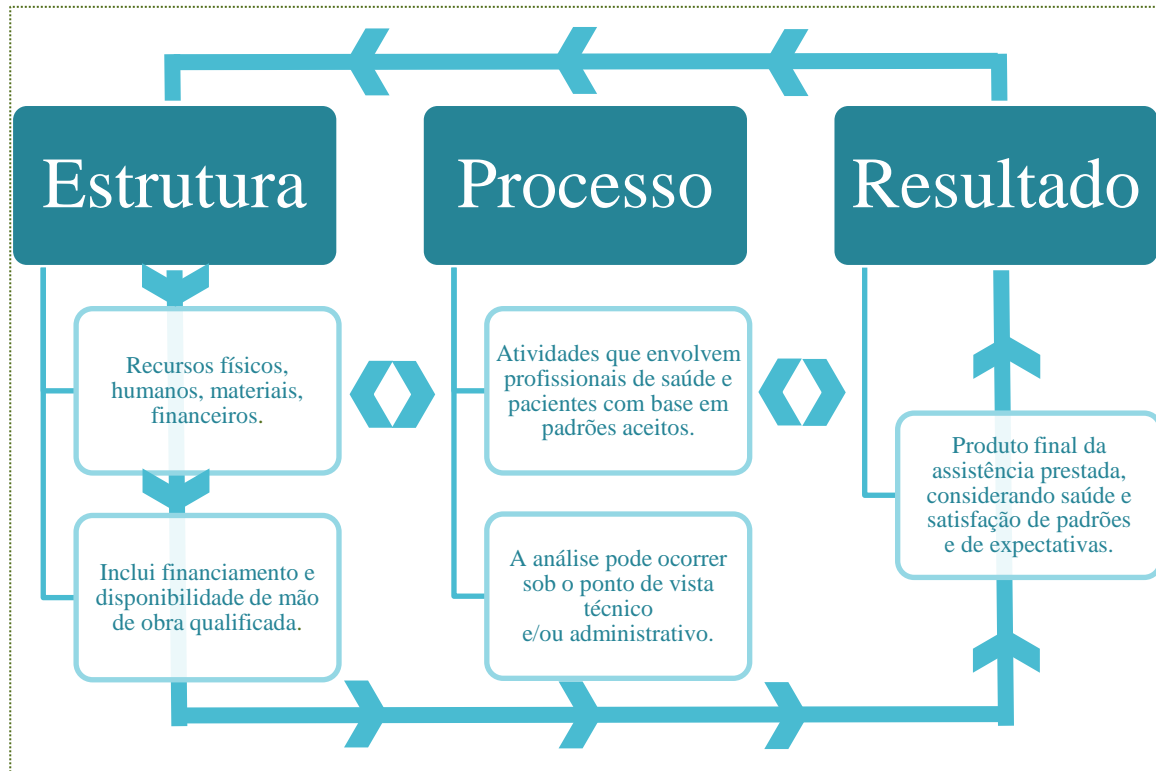 Estrutura
Recursos físicos,
humanos, materiais,
financeiros.
Inclui financiamento e
disponibilidade de mão
de obra qualificada.
Processo
Atividades que envolvem
profissionais de saúde e
pacientes com base em
padrões aceitos.
A análise pode ocorrer
sob o ponto de vista
técnico
e/ou administrativo.
Resultado
Produto final da
assistência prestada,
considerando saúde e
satisfação de padrões
e de expectativas.